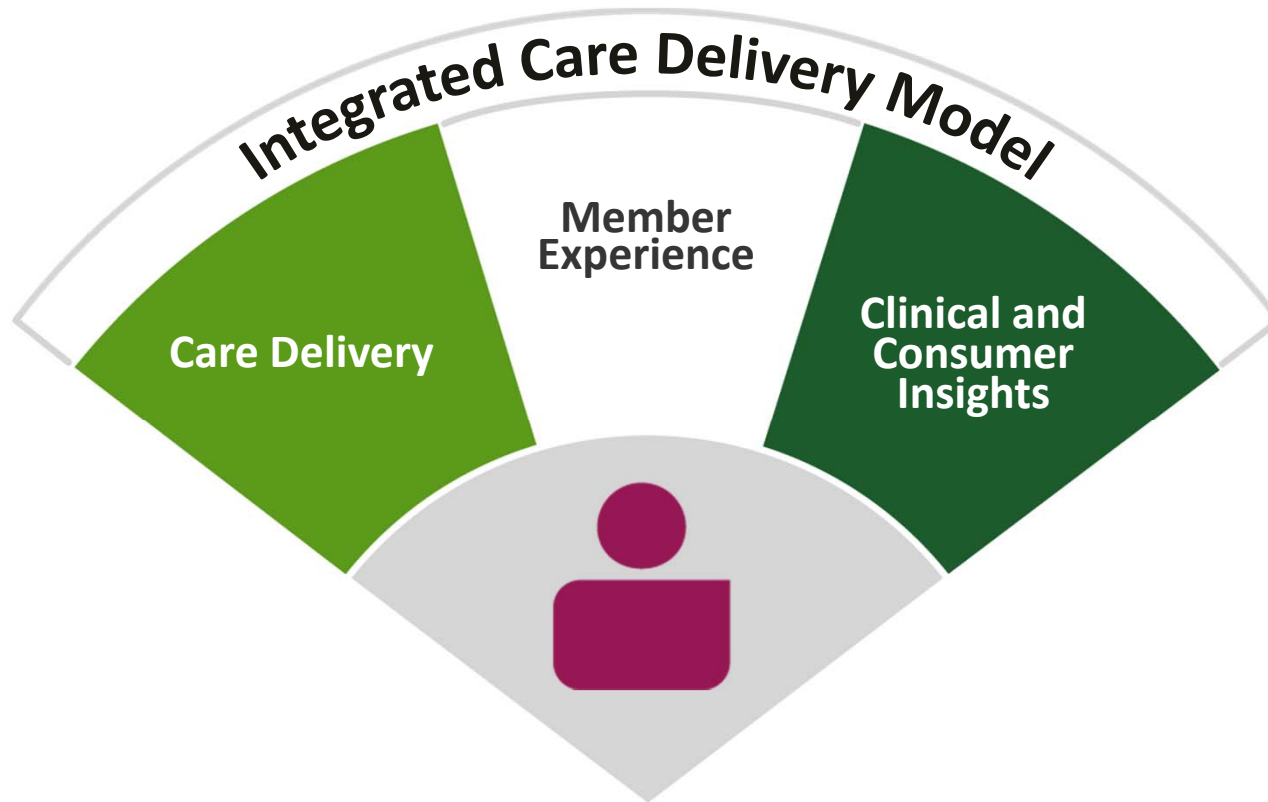 Integrated Care Delivery Model
Member
Experience
Care Delivery
Clinical and
Consumer
Insights